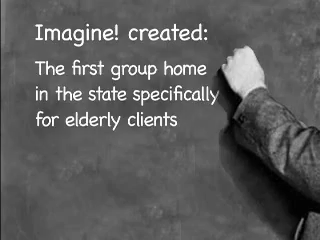 Imagine! created:
The first group home
in the state specifically
for elderly clients